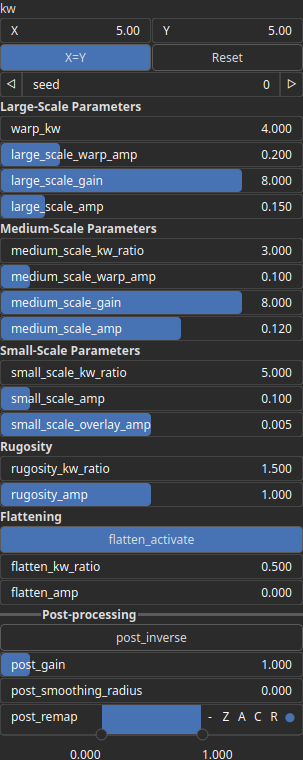 kw
X 5.00 Y 5.00
X=Y Reset
seed 0
Large-Scale Parameters
warp_kw 4.000
large_scale_warp_amp 0.200
large_scale_gain 8.000
large_scale_amp 0.150
Medium-Scale Parameters
medium_scale_kw_ratio 3.000
medium_scale_warp_amp 0.100
medium_scale_gain 8.000
medium_scale_amp 0.120
Small-Scale Parameters
small_scale_kw_ratio 5.000
small_scale_amp 0.100
small_scale_overlay_amp 0.005
Rugosity
rugosity_kw_ratio 1.500
rugosity_amp 1.000
Flattening
flatten_activate
flatten_kw_ratio 0.500
flatten_amp 0.000
Post-processing
post_inverse
post_gain 1.000
post_smoothing_radius 0.000
post_remap - Z A C R
0.000 1.000